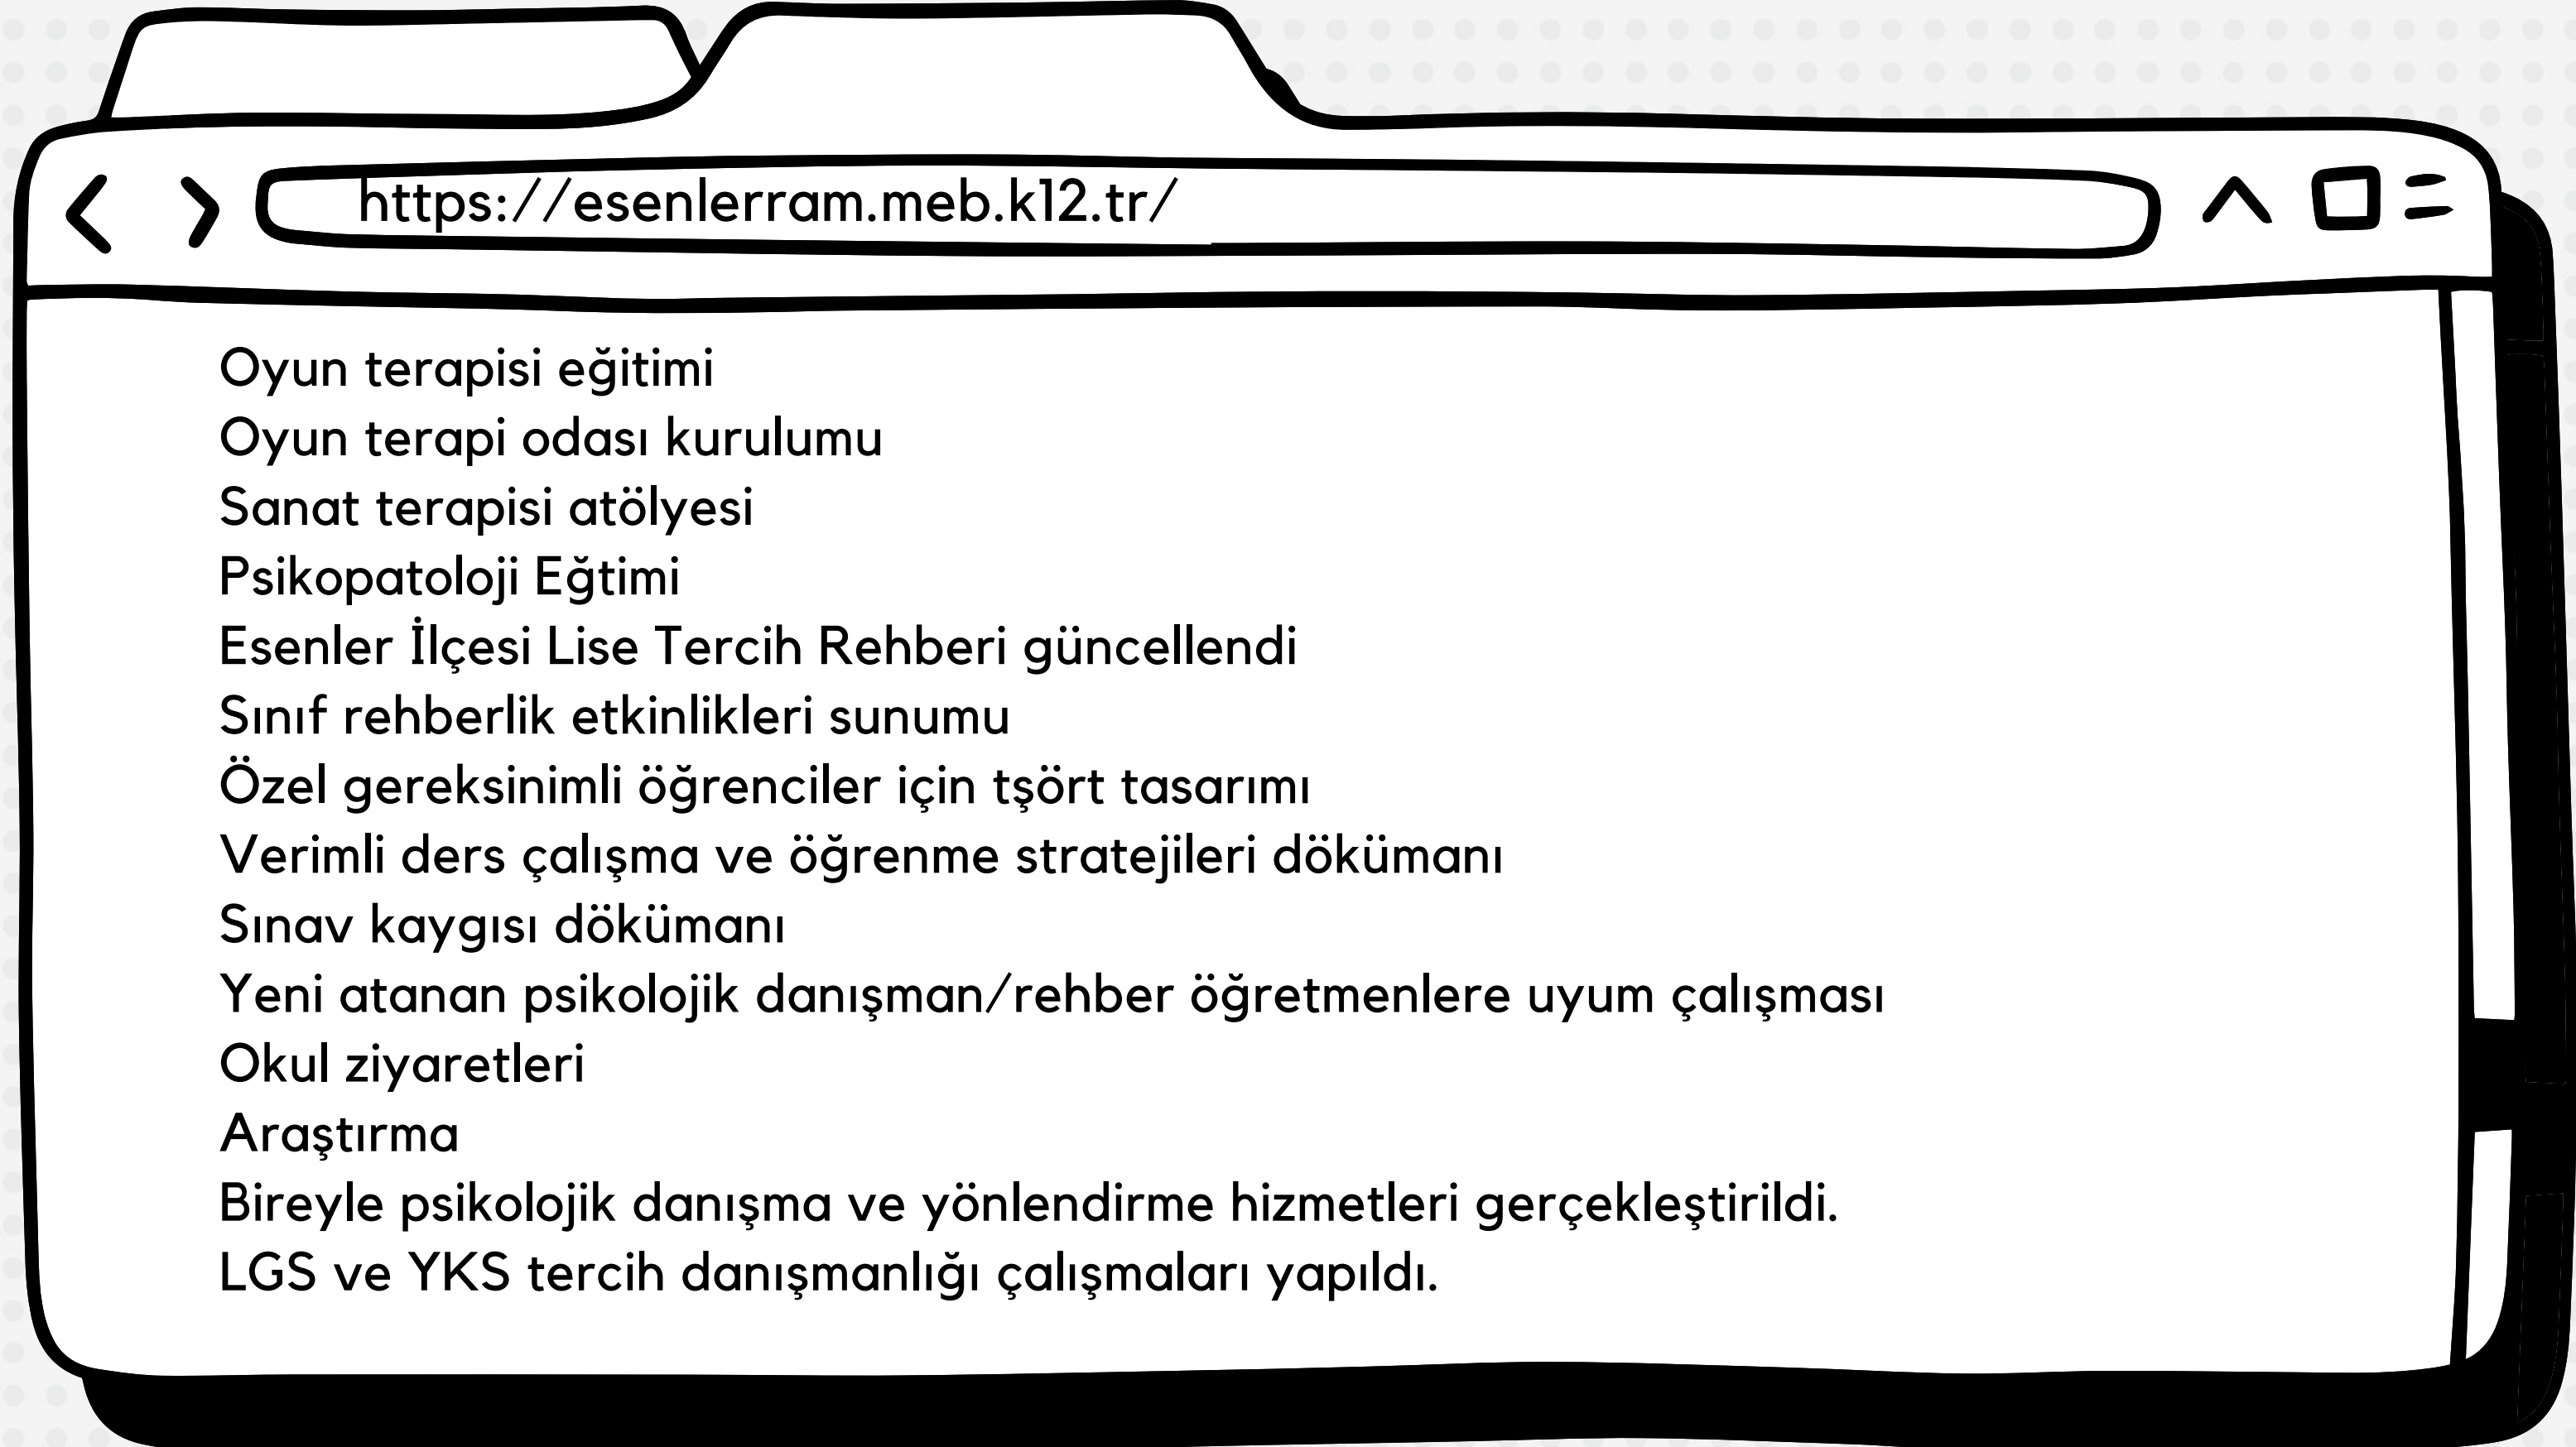 https://esenlerram.meb.k12.tr/
Oyun terapisi eğitimi
Oyun terapi odası kurulumu
Sanat terapisi atölyesi
Psikopatoloji Eğtimi
Esenler İlçesi Lise Tercih Rehberi güncellendi
Sınıf rehberlik etkinlikleri sunumu
Özel gereksinimli öğrenciler için tşört tasarımı
Verimli ders çalışma ve öğrenme stratejileri dökümanı
Sınav kaygısı dökümanı
Yeni atanan psikolojik danışman/rehber öğretmenlere uyum çalışması
Okul ziyaretleri
Araştırma
Bireyle psikolojik danışma ve yönlendirme hizmetleri gerçekleştirildi.
LGS ve YKS tercih danışmanlığı çalışmaları yapıldı.